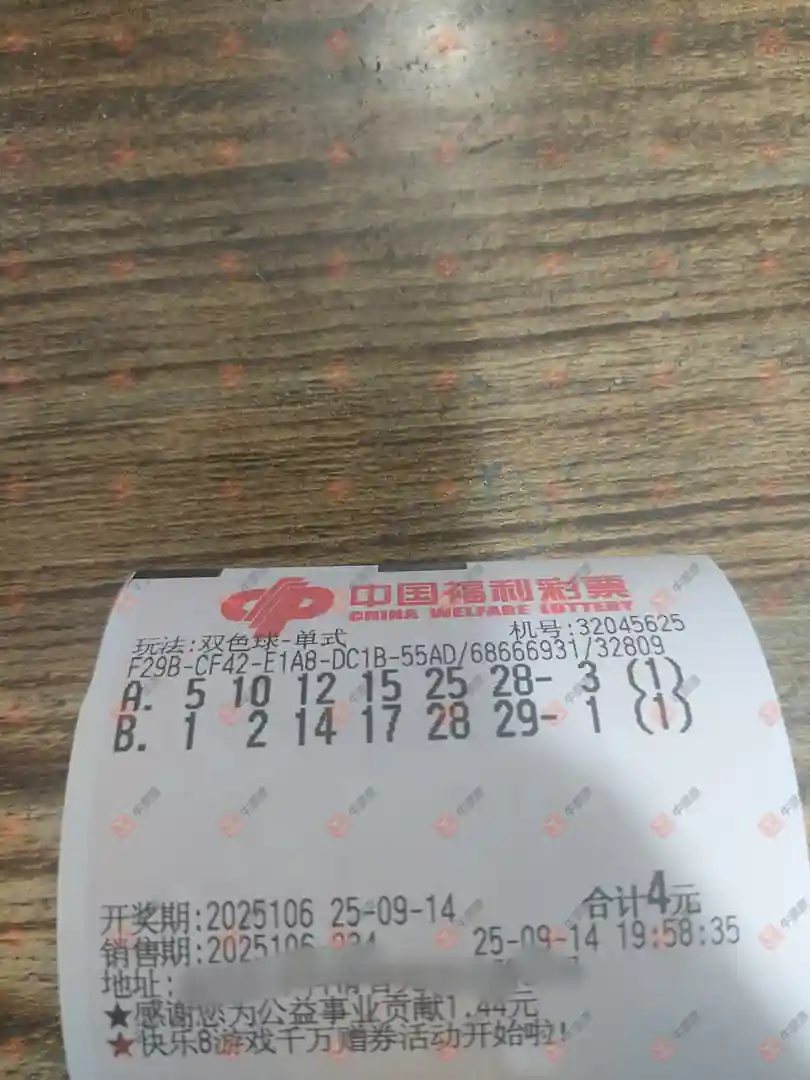 中国福利彩票
CHINA WELFARE LOTTERY
玩法:双色球-单式 机号:32045625
F29B-CF42-E1A8-DC1B-55AD/68666931/32809
A. 5 10 12 15 25 28- 3 (1)
B. 1 2 14 17 28 29- 1 (1)
开奖期:2025106 25-09-14 合计4元
销售期:2025106 25-09-14 19:58:35
地址:
★感谢您为公益事业贡献1.44元
★快乐8游戏千万赠券活动开始啦!